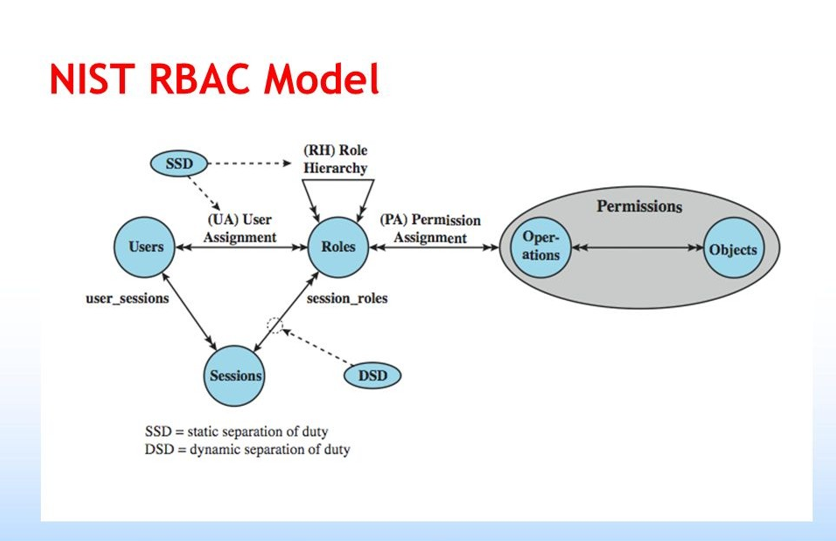 NIST RBAC Model
(RH) Role
Hierarchy
SSD
(UA) User
Assignment
(PA) Permission
Assignment
Permissions
Users
Roles
Oper-
ations
Objects
user_sessions
session_roles
Sessions
DSD
SSD = static separation of duty
DSD = dynamic separation of duty